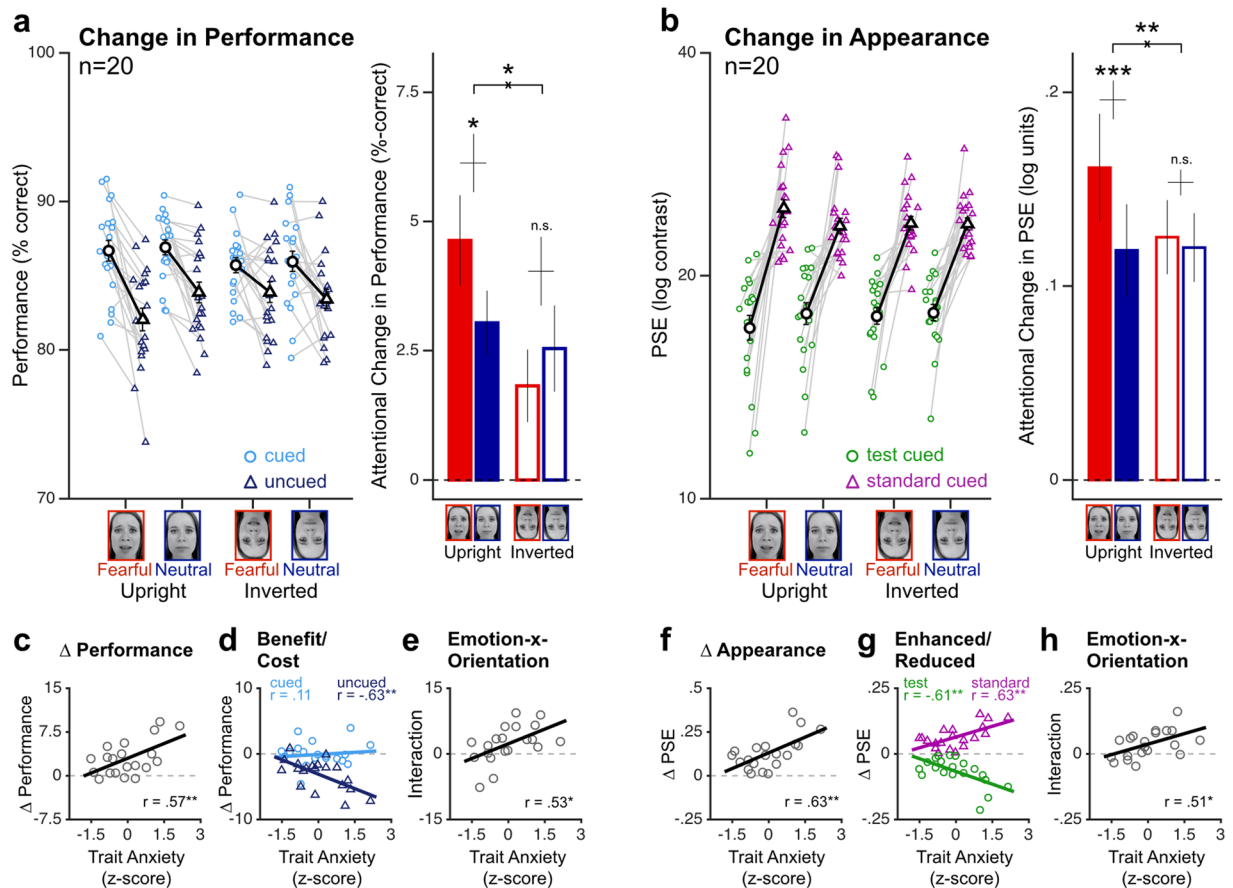 a
Change in Performance
n=20
100
90
80
70
Performance (% correct)
cued
uncued
Fearful Neutral Fearful Neutral
Upright Inverted
Attentional Change in Performance (%-correct)
7.5
5
2.5
0
*
x
*
n.s.
Upright Inverted
b
Change in Appearance
n=20
40
20
10
PSE (log contrast)
test cued
standard cued
Fearful Neutral Fearful Neutral
Upright Inverted
Attentional Change in PSE (log units)
.2
.1
0
**
x
***
n.s.
Upright Inverted
c
Δ Performance
15
7.5
0
-7.5
Δ Performance
r = .57**
-1.5 0 1.5 3
Trait Anxiety
(z-score)
d
Benefit/
Cost
cued uncued
r = .11 r = -.63**
10
0
-10
Δ Performance
-1.5 0 1.5 3
Trait Anxiety
(z-score)
e
Emotion-x-
Orientation
15
0
-15
Interaction
r = .53*
-1.5 0 1.5 3
Trait Anxiety
(z-score)
f
Δ Appearance
.5
.25
0
-.25
Δ PSE
r = .63**
-1.5 0 1.5 3
Trait Anxiety
(z-score)
g
Enhanced/
Reduced
test standard
r = -.61** r = .63**
.25
0
-.25
Δ PSE
-1.5 0 1.5 3
Trait Anxiety
(z-score)
h
Emotion-x-
Orientation
.25
0
-.25
Interaction
r = .51*
-1.5 0 1.5 3
Trait Anxiety
(z-score)